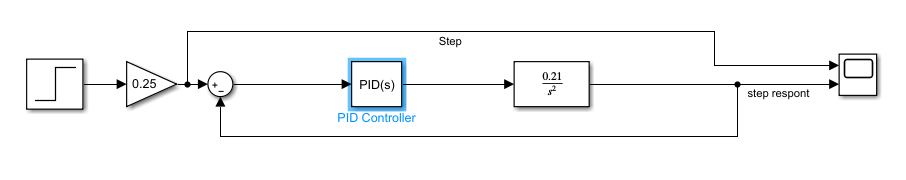 Step
0.25
+
−
PID(s)
PID Controller
0.21
s²
step respont